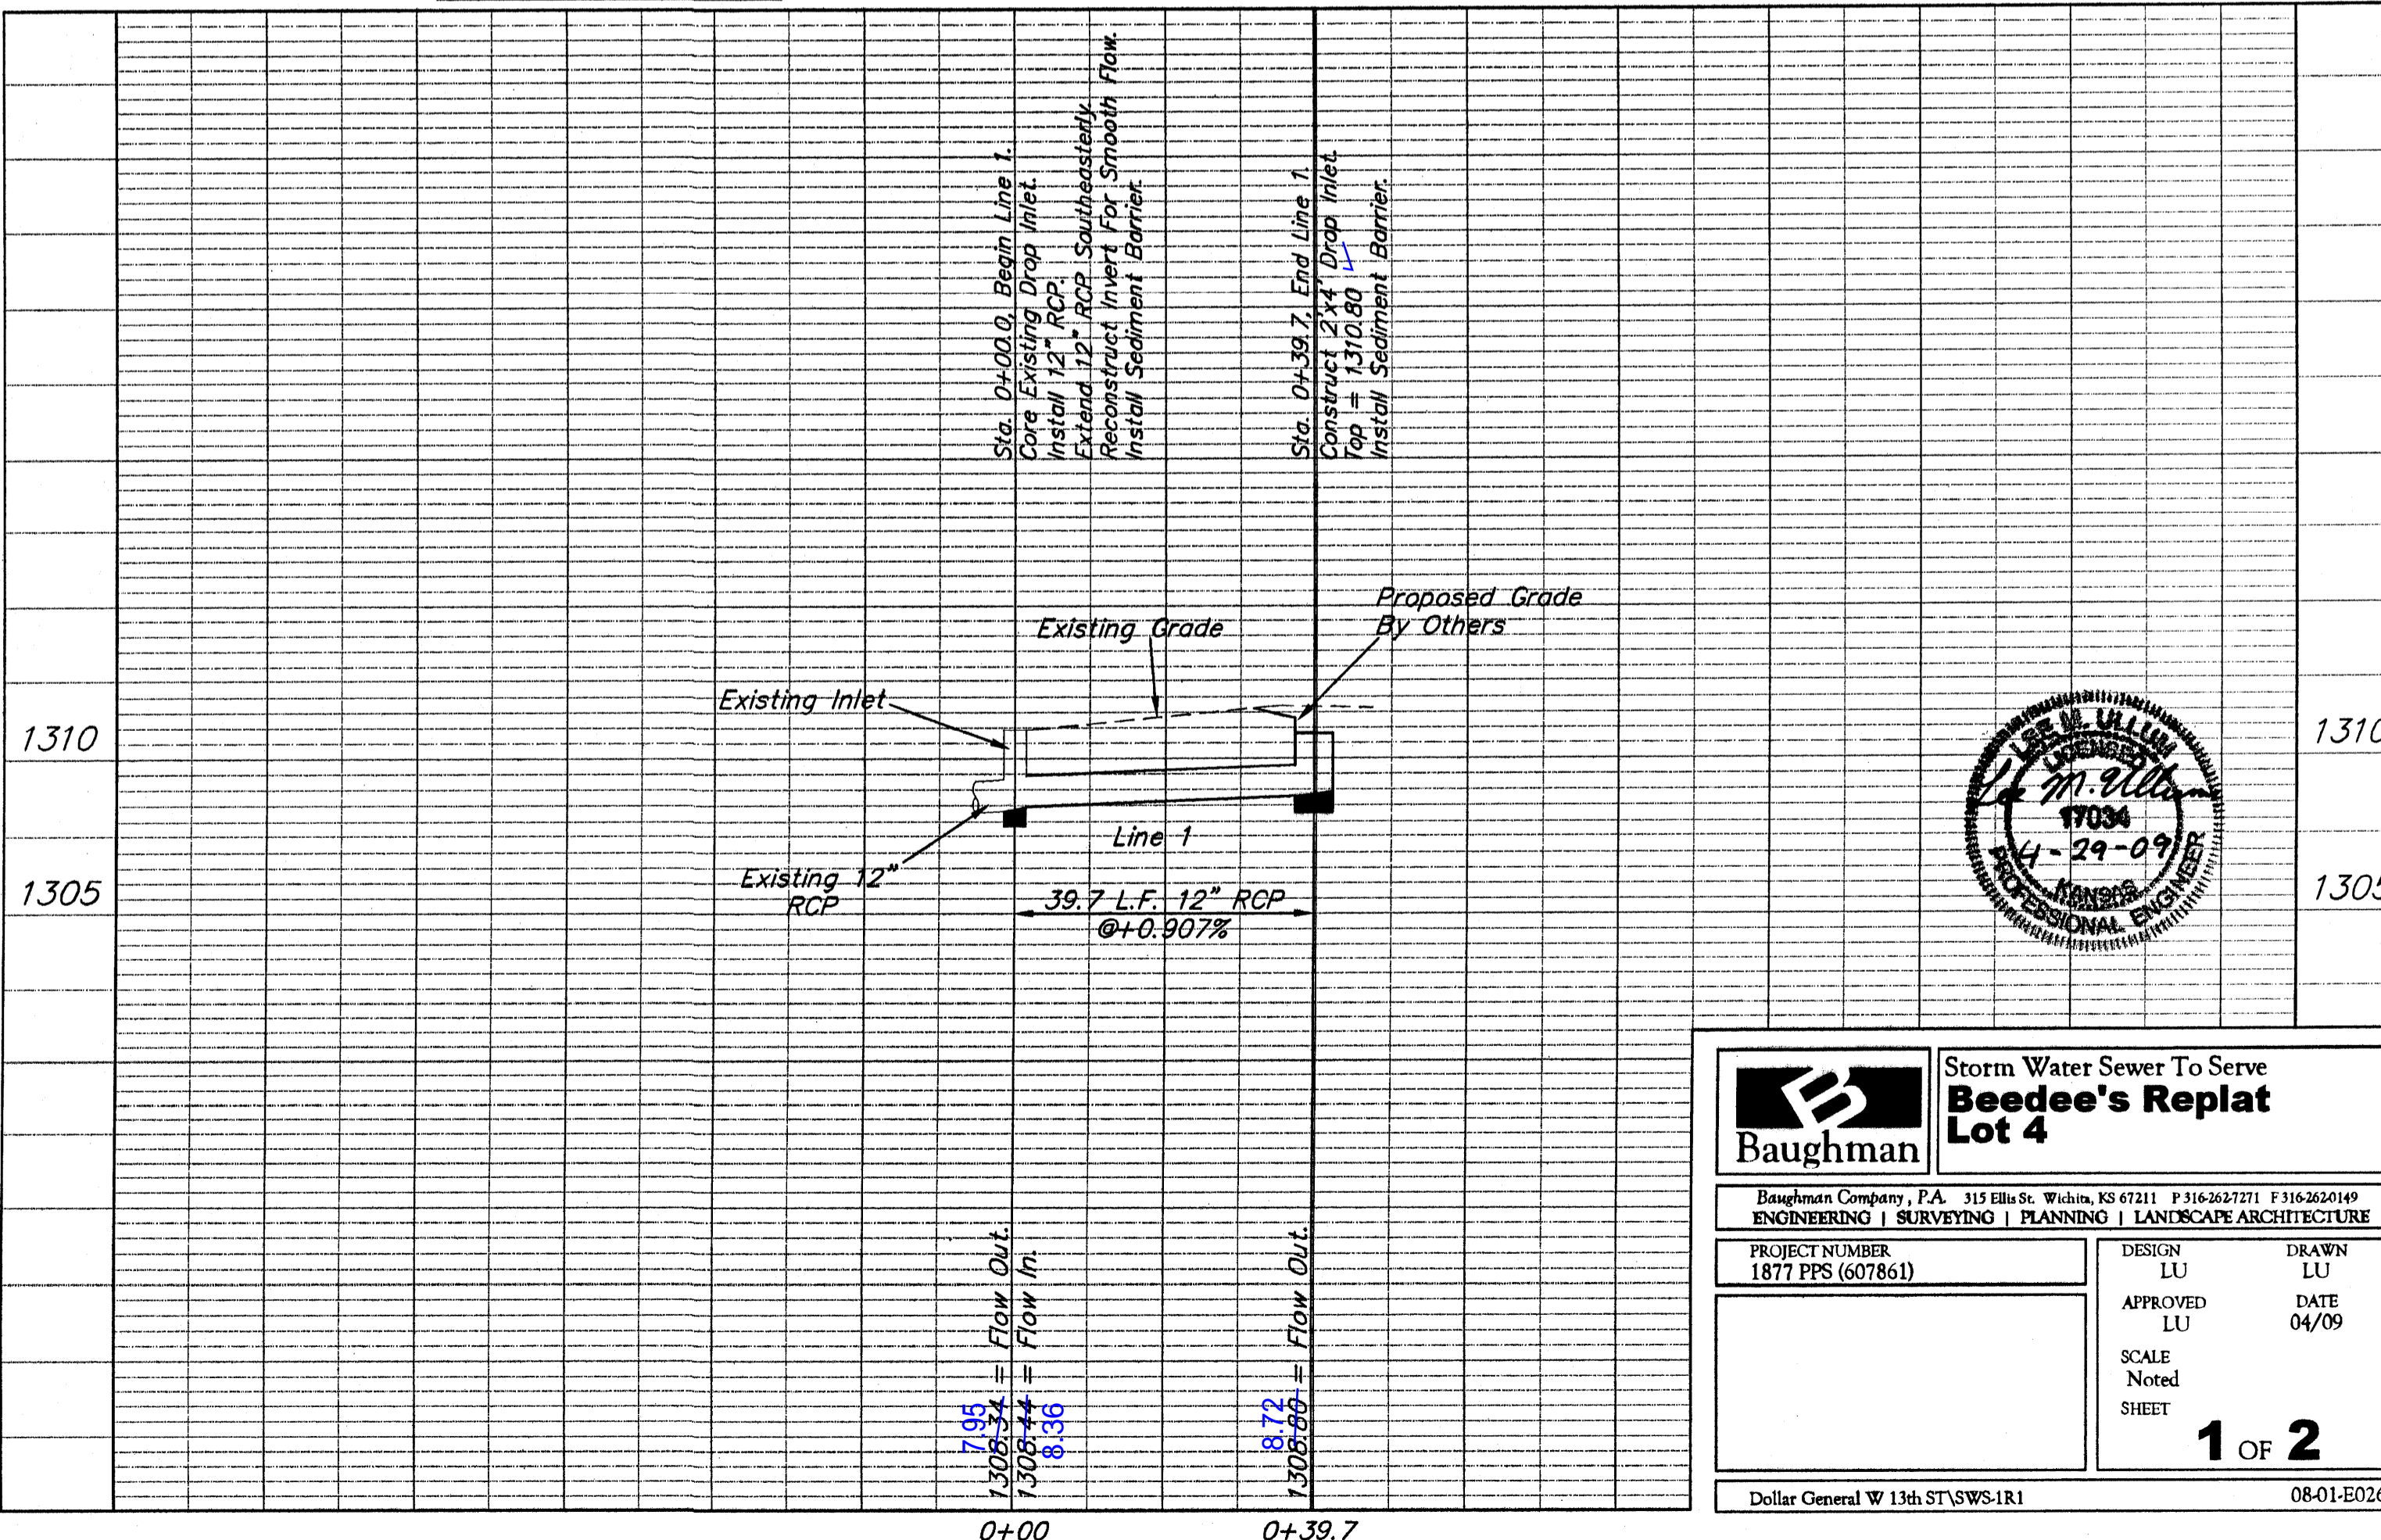 Sta. 0+00.0, Begin Line 1.
Core Existing Drop Inlet.
Install 12" RCP.
Extend 12" RCP Southeasterly.
Reconstruct Invert For Smooth Flow.
Install Sediment Barrier.
Sta. 0+39.7, End Line 1.
Construct 2'x4' Drop Inlet.
Top = 1310.80
Install Sediment Barrier.
Proposed Grade
By Others
Existing Grade
Existing Inlet
1310
1310
Line 1
Existing 12"
RCP
39.7 L.F. 12" RCP
@+0.907%
1305
1305
LEE M. ULLUM
LICENSED
Lee M. Ullum
17034
4-29-09
KANSAS
PROFESSIONAL ENGINEER
7.95
1308.34 = Flow Out.
1308.44 = Flow In.
8.36
8.72
1308.80 = Flow Out.
0+00
0+39.7
Baughman
Storm Water Sewer To Serve
Beedee's Replat
Lot 4
Baughman Company, P.A. 315 Ellis St. Wichita, KS 67211 P 316-262-7271 F 316-262-0149
ENGINEERING | SURVEYING | PLANNING | LANDSCAPE ARCHITECTURE
PROJECT NUMBER
1877 PPS (607861)
DESIGN
LU
DRAWN
LU
APPROVED
LU
DATE
04/09
SCALE
Noted
SHEET
1 OF 2
Dollar General W 13th ST\SWS-1R1
08-01-E026